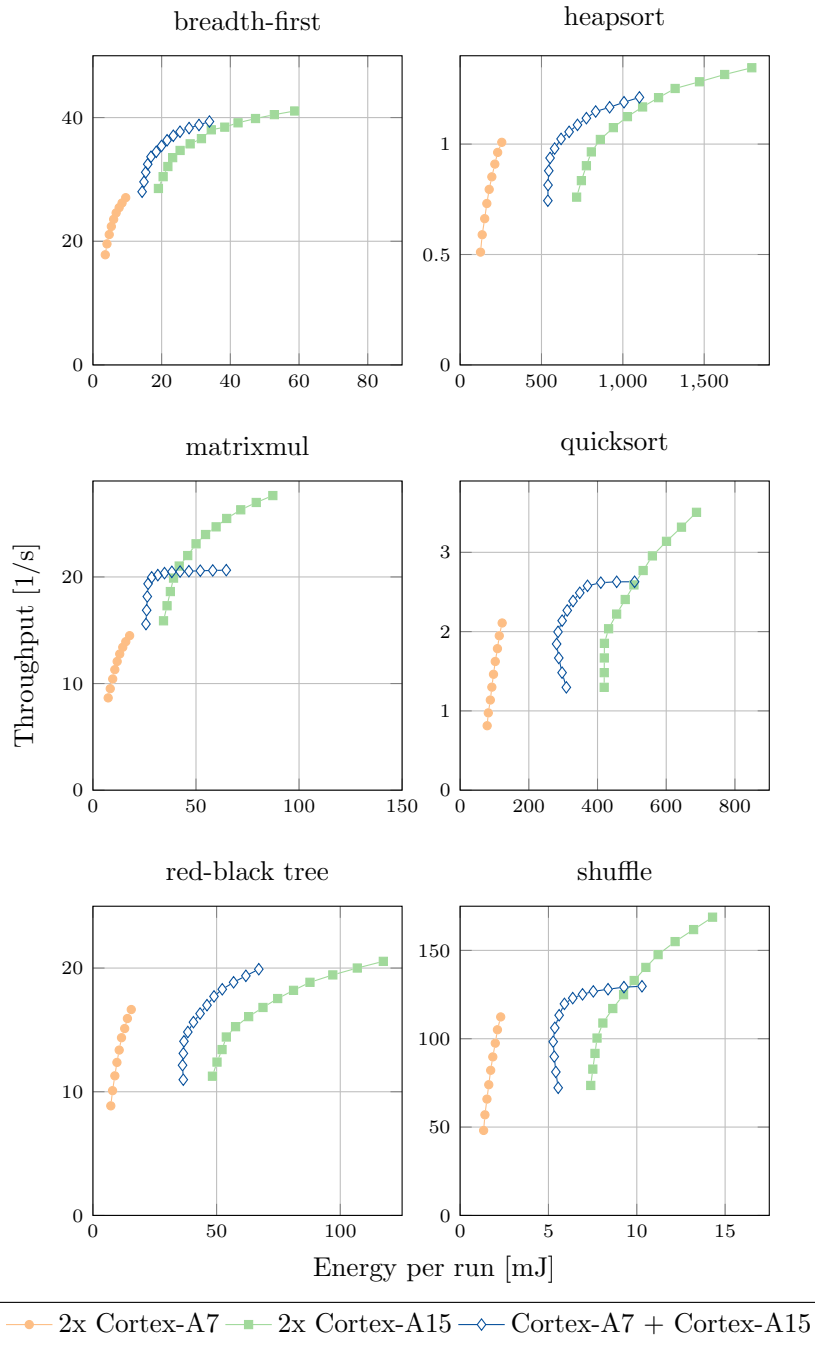 breadth-first
heapsort
40
20
0
0 20 40 60 80
1
0.5
0
0 500 1,000 1,500
matrixmul
quicksort
20
10
0
0 50 100 150
3
2
1
0
0 200 400 600 800
Throughput [1/s]
red-black tree
shuffle
20
10
0
0 50 100
150
100
50
0
0 5 10 15
Energy per run [mJ]
2x Cortex-A7 2x Cortex-A15 Cortex-A7 + Cortex-A15